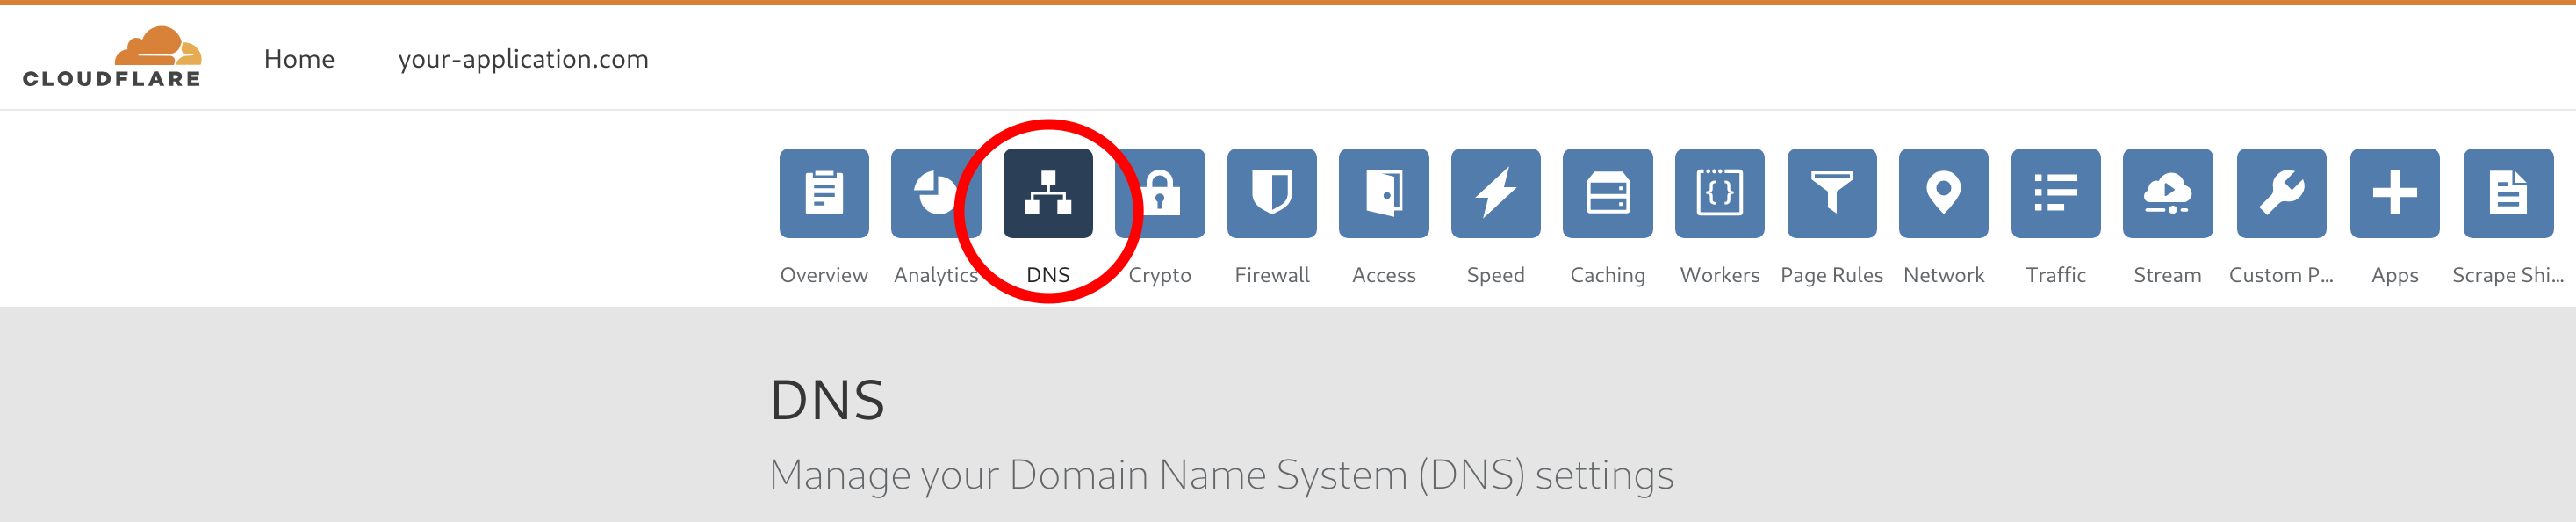 CLOUDFLARE Home your-application.com
Overview Analytics DNS Crypto Firewall Access Speed Caching Workers Page Rules Network Traffic Stream Custom P... Apps Scrape Shi...
DNS
Manage your Domain Name System (DNS) settings